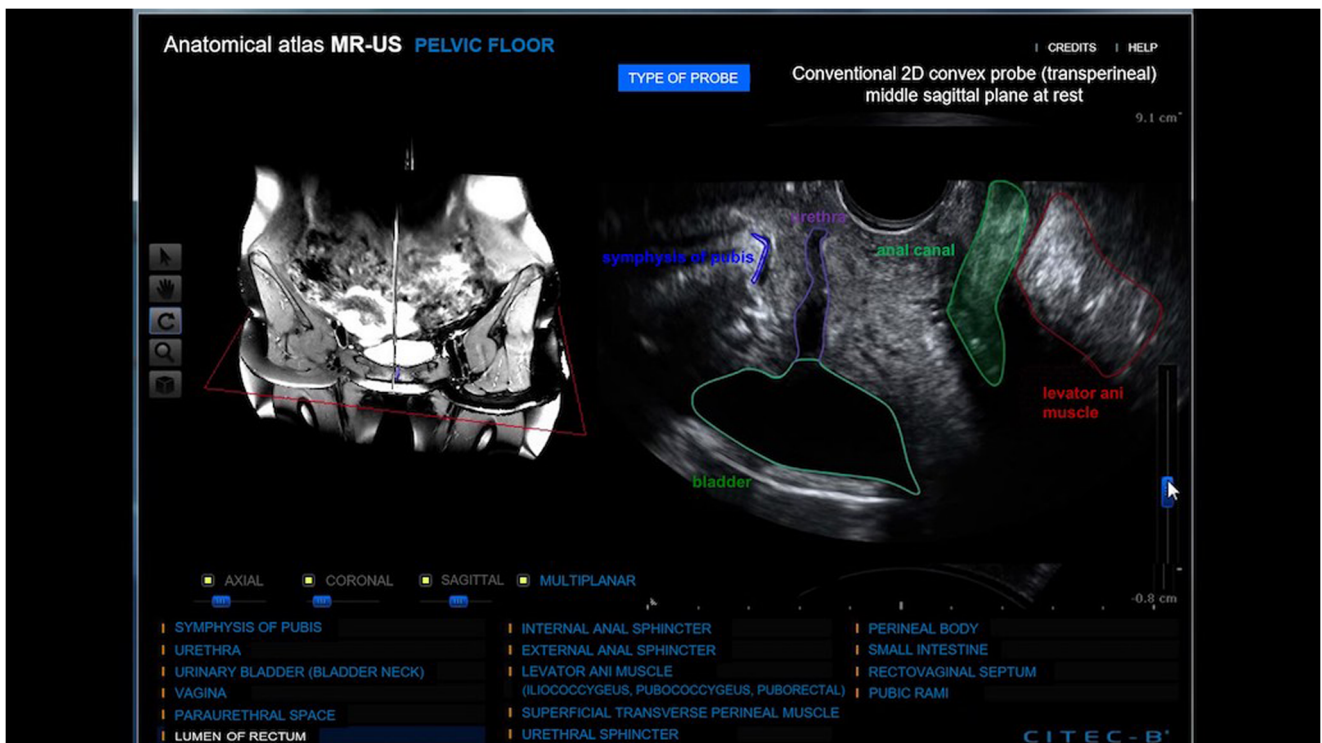 Anatomical atlas MR-US PELVIC FLOOR
| CREDITS | HELP
TYPE OF PROBE
Conventional 2D convex probe (transperineal)
middle sagittal plane at rest
9.1 cm
urethra
symphysis of pubis
anal canal
levator ani
muscle
bladder
AXIAL
CORONAL
SAGITTAL
MULTIPLANAR
-0.8 cm
SYMPHYSIS OF PUBIS
URETHRA
URINARY BLADDER (BLADDER NECK)
VAGINA
PARAURETHRAL SPACE
LUMEN OF RECTUM
INTERNAL ANAL SPHINCTER
EXTERNAL ANAL SPHINCTER
LEVATOR ANI MUSCLE
(ILIOCOCCYGEUS, PUBOCOCCYGEUS, PUBORECTAL)
SUPERFICIAL TRANSVERSE PERINEAL MUSCLE
URETHRAL SPHINCTER
PERINEAL BODY
SMALL INTESTINE
RECTOVAGINAL SEPTUM
PUBIC RAMI
CITEC-B